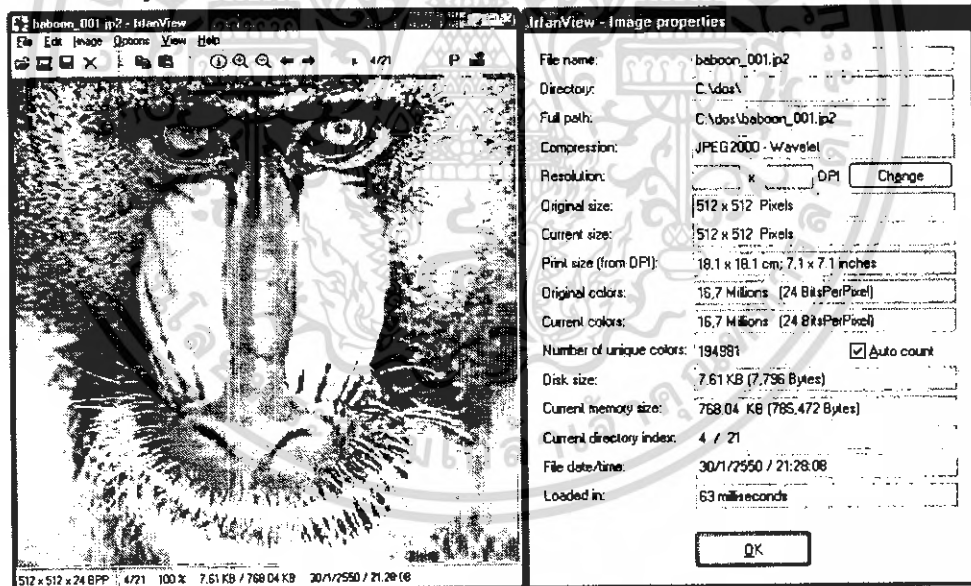 baboon_001.jp2 - IrfanView
File Edit Image Options View Help
4/21 P
512 x 512 x 24 BPP 4/21 100 % 7.61 KB / 768.04 KB 30/1/2550 / 21:28:08
IrfanView - Image properties
File name: baboon_001.jp2
Directory: C:\dos\
Full path: C:\dos\baboon_001.jp2
Compression: JPEG2000 - Wavelet
Resolution: x DPI Change
Original size: 512 x 512 Pixels
Current size: 512 x 512 Pixels
Print size (from DPI): 18.1 x 18.1 cm; 7.1 x 7.1 inches
Original colors: 16,7 Millions (24 BitsPerPixel)
Current colors: 16,7 Millions (24 BitsPerPixel)
Number of unique colors: 194981 Auto count
Disk size: 7.61 KB (7,796 Bytes)
Current memory size: 768.04 KB (786,472 Bytes)
Current directory index: 4 / 21
File date/time: 30/1/2550 / 21:28:08
Loaded in: 63 milliseconds
OK